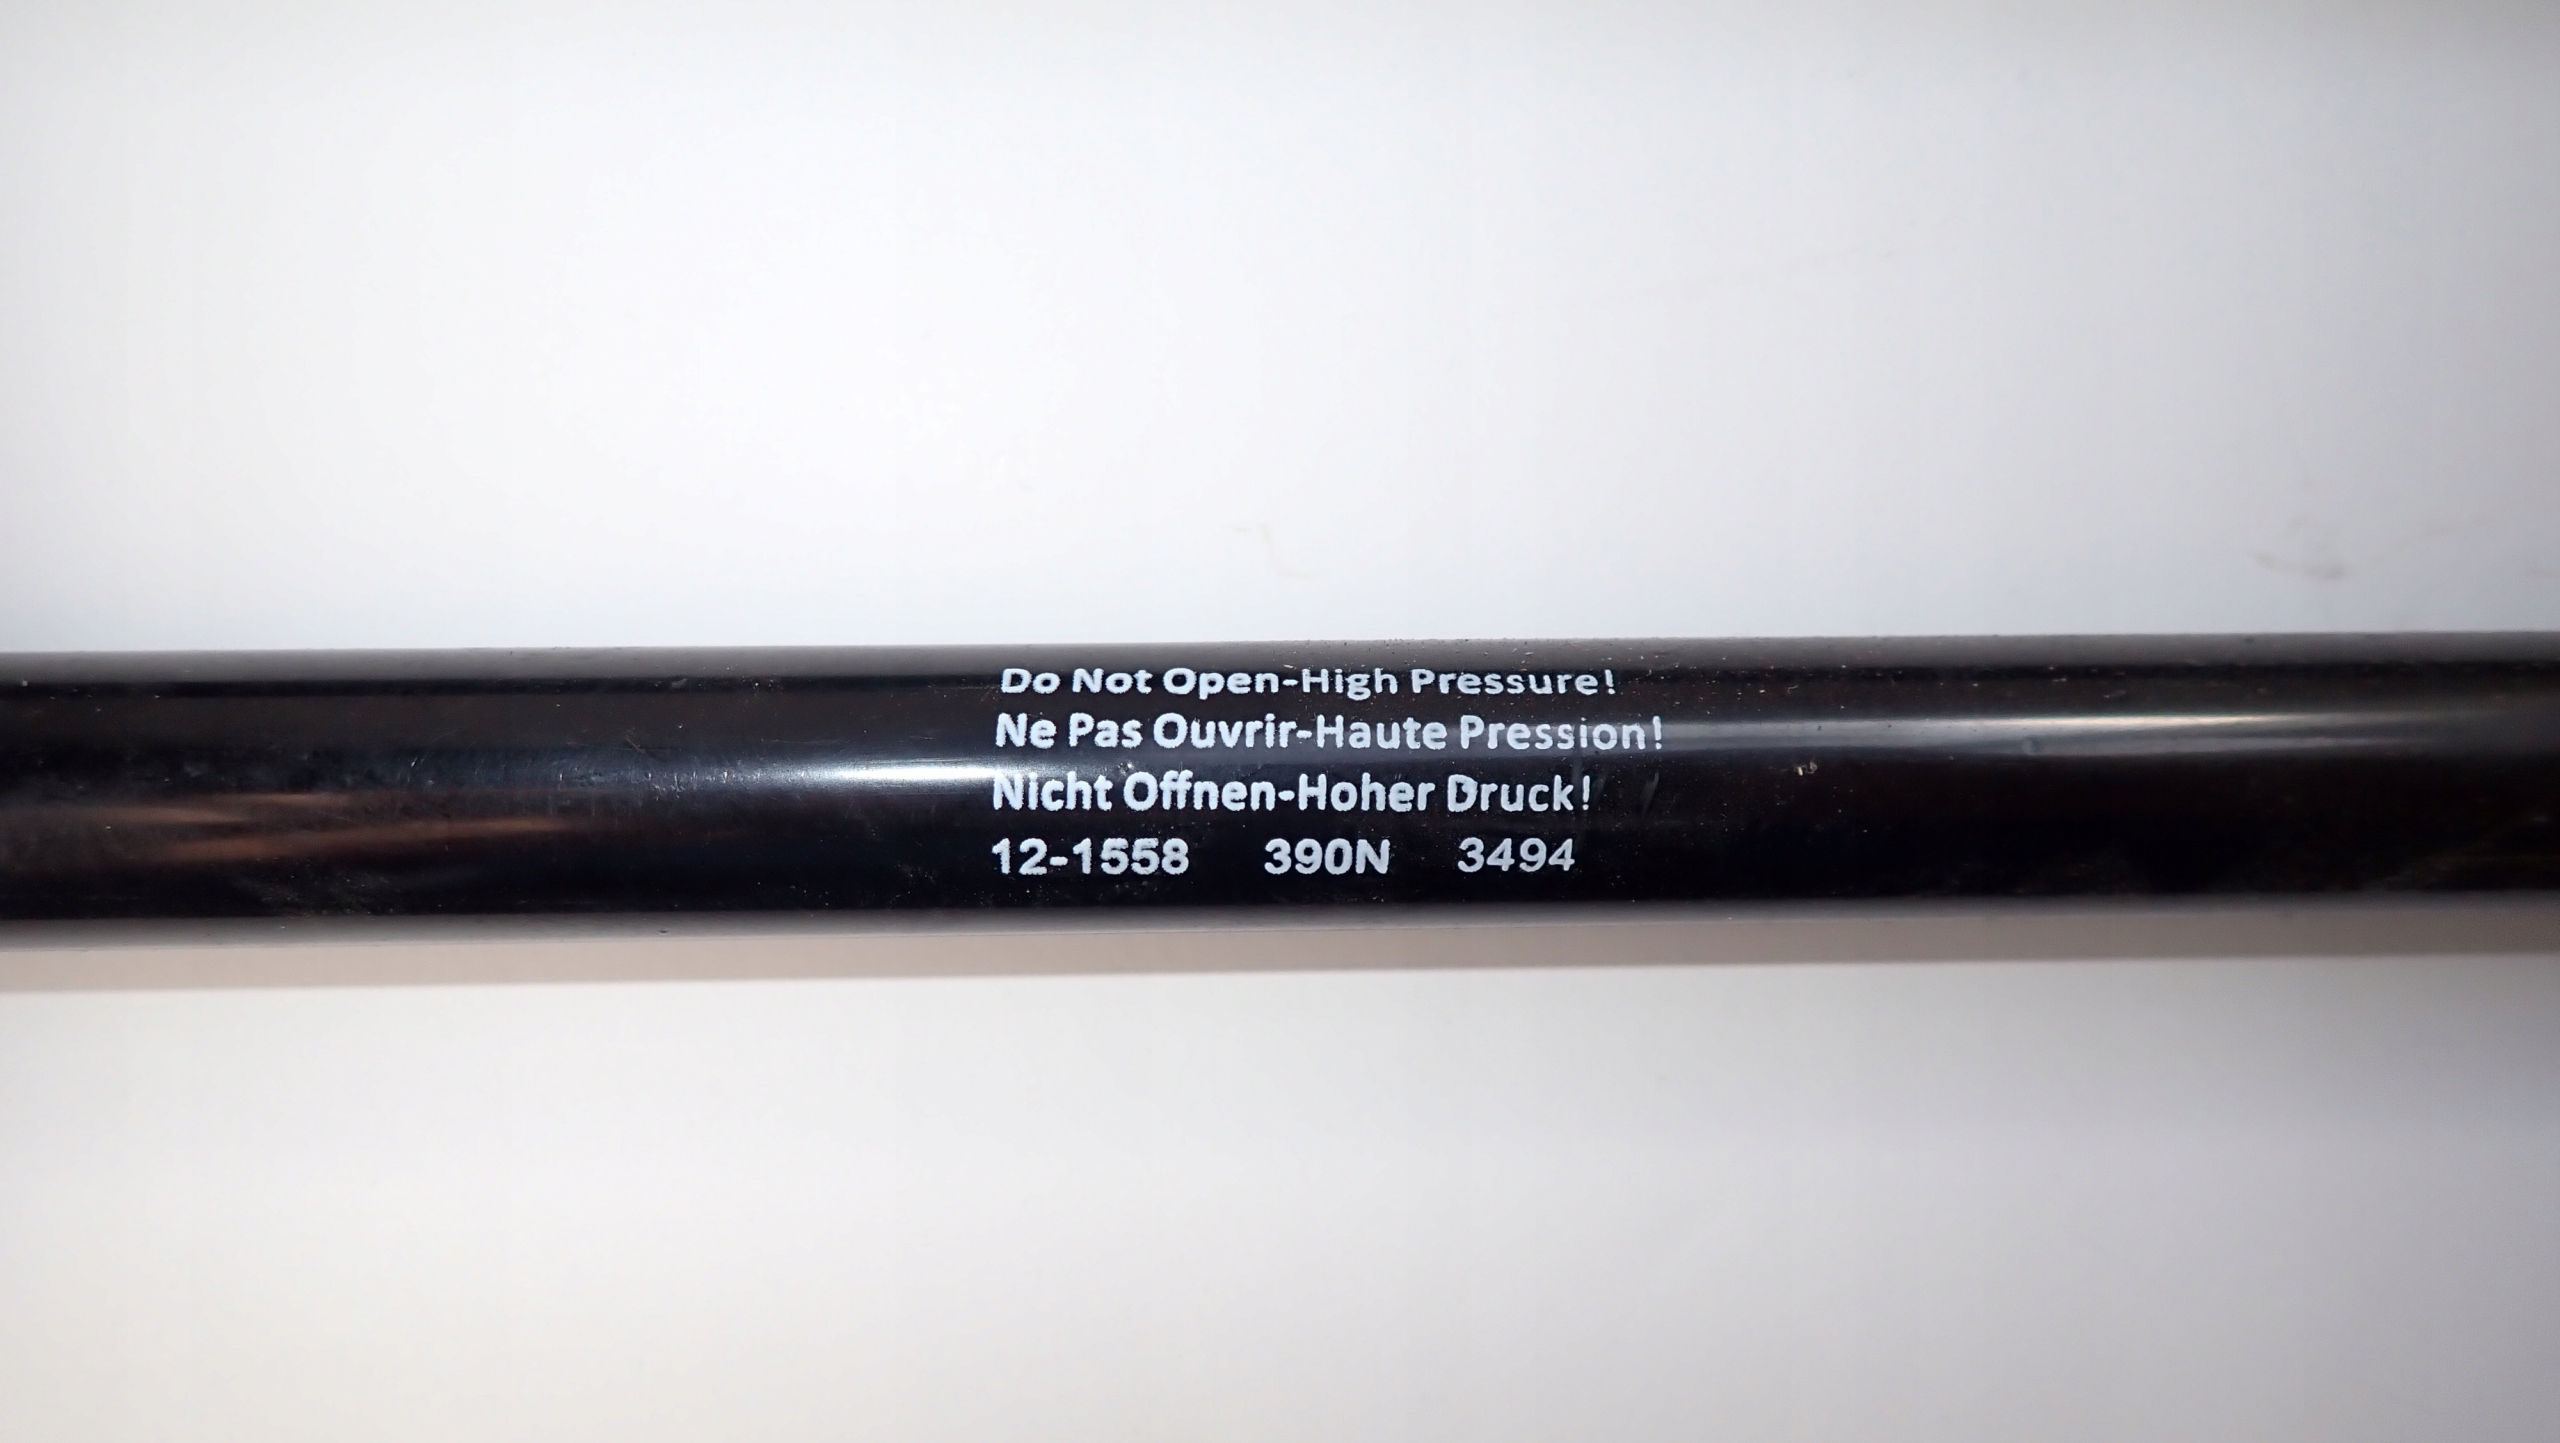 Do Not Open-High Pressure!
Ne Pas Ouvrir-Haute Pression!
Nicht Offnen-Hoher Druck!
12-1558 390N 3494